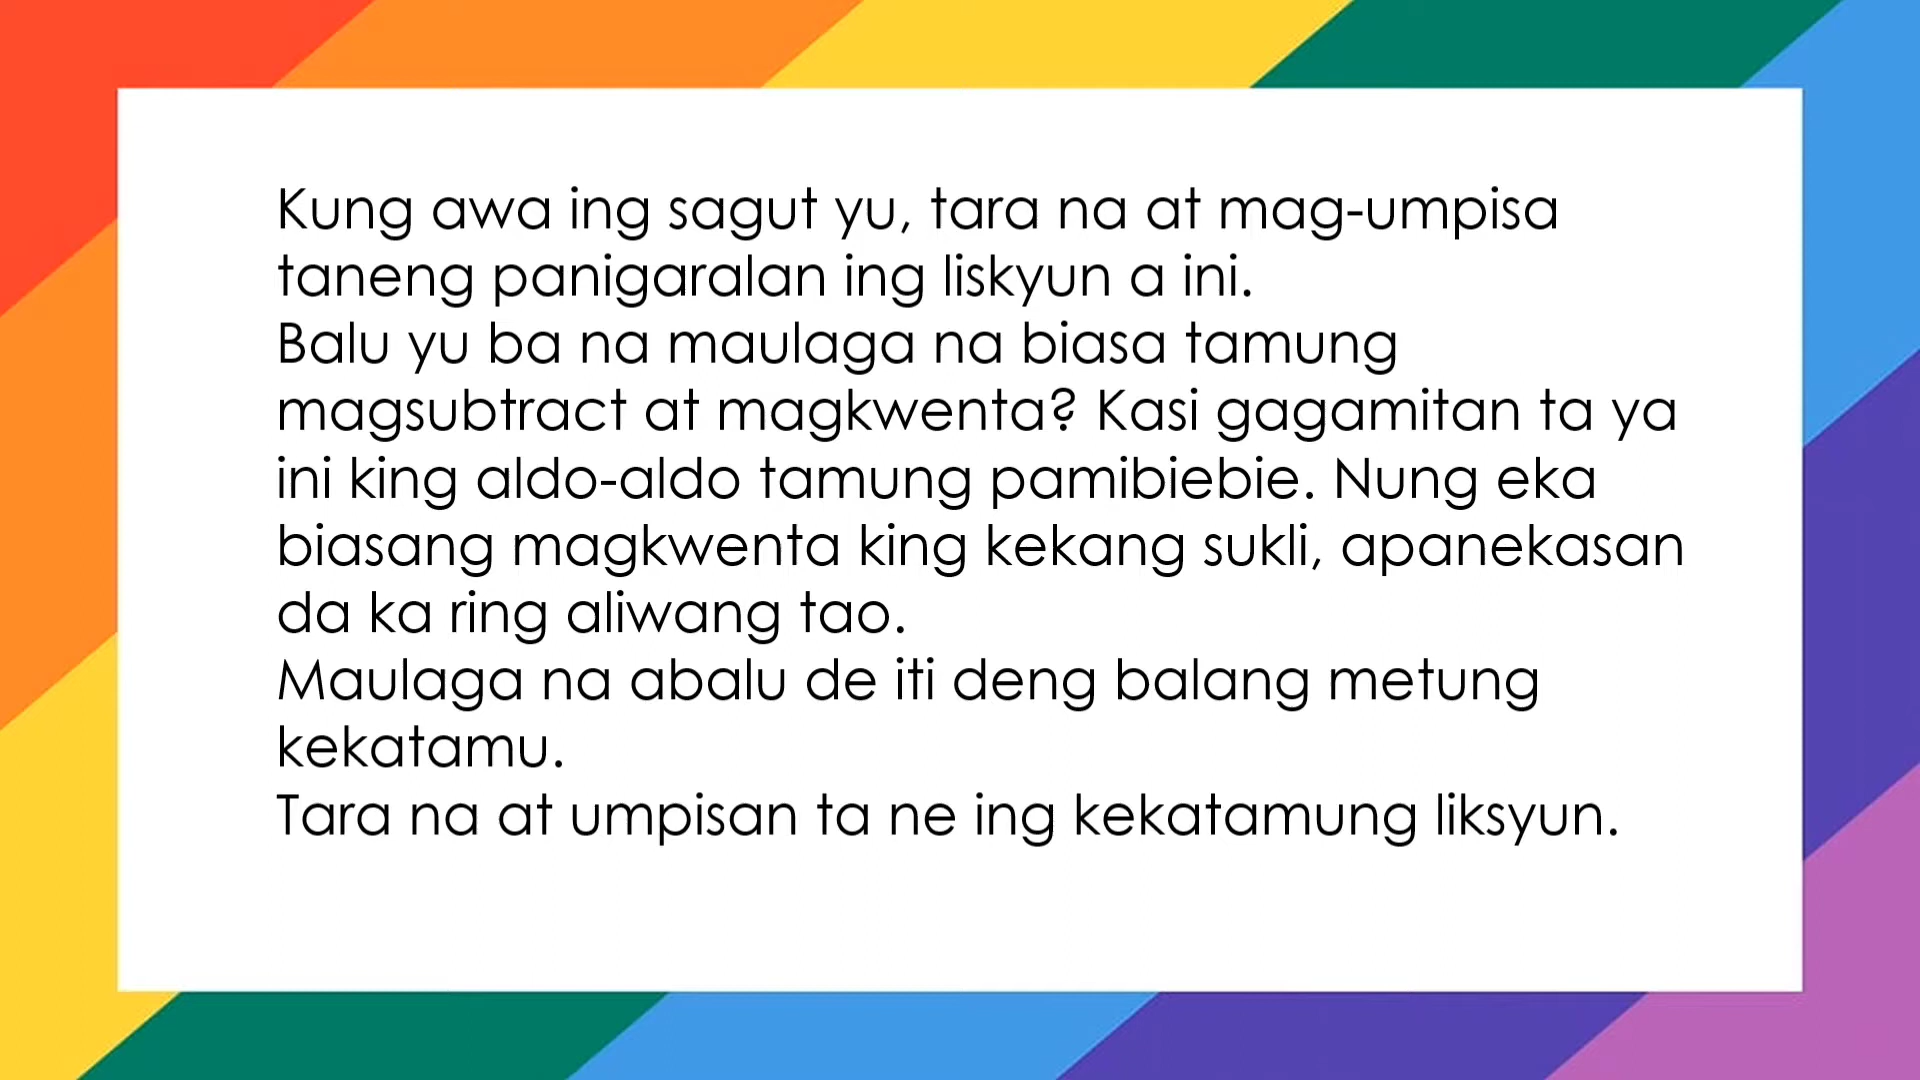 Kung awa ing sagut yu, tara na at mag-umpisa
taneng panigaralan ing liskyun a ini.
Balu yu ba na maulaga na biasa tamung
magsubtract at magkwenta? Kasi gagamitan ta ya
ini king aldo-aldo tamung pamibiebie. Nung eka
biasang magkwenta king kekang sukli, apanekasan
da ka ring aliwang tao.
Maulaga na abalu de iti deng balang metung
kekatamu.
Tara na at umpisan ta ne ing kekatamung liksyun.